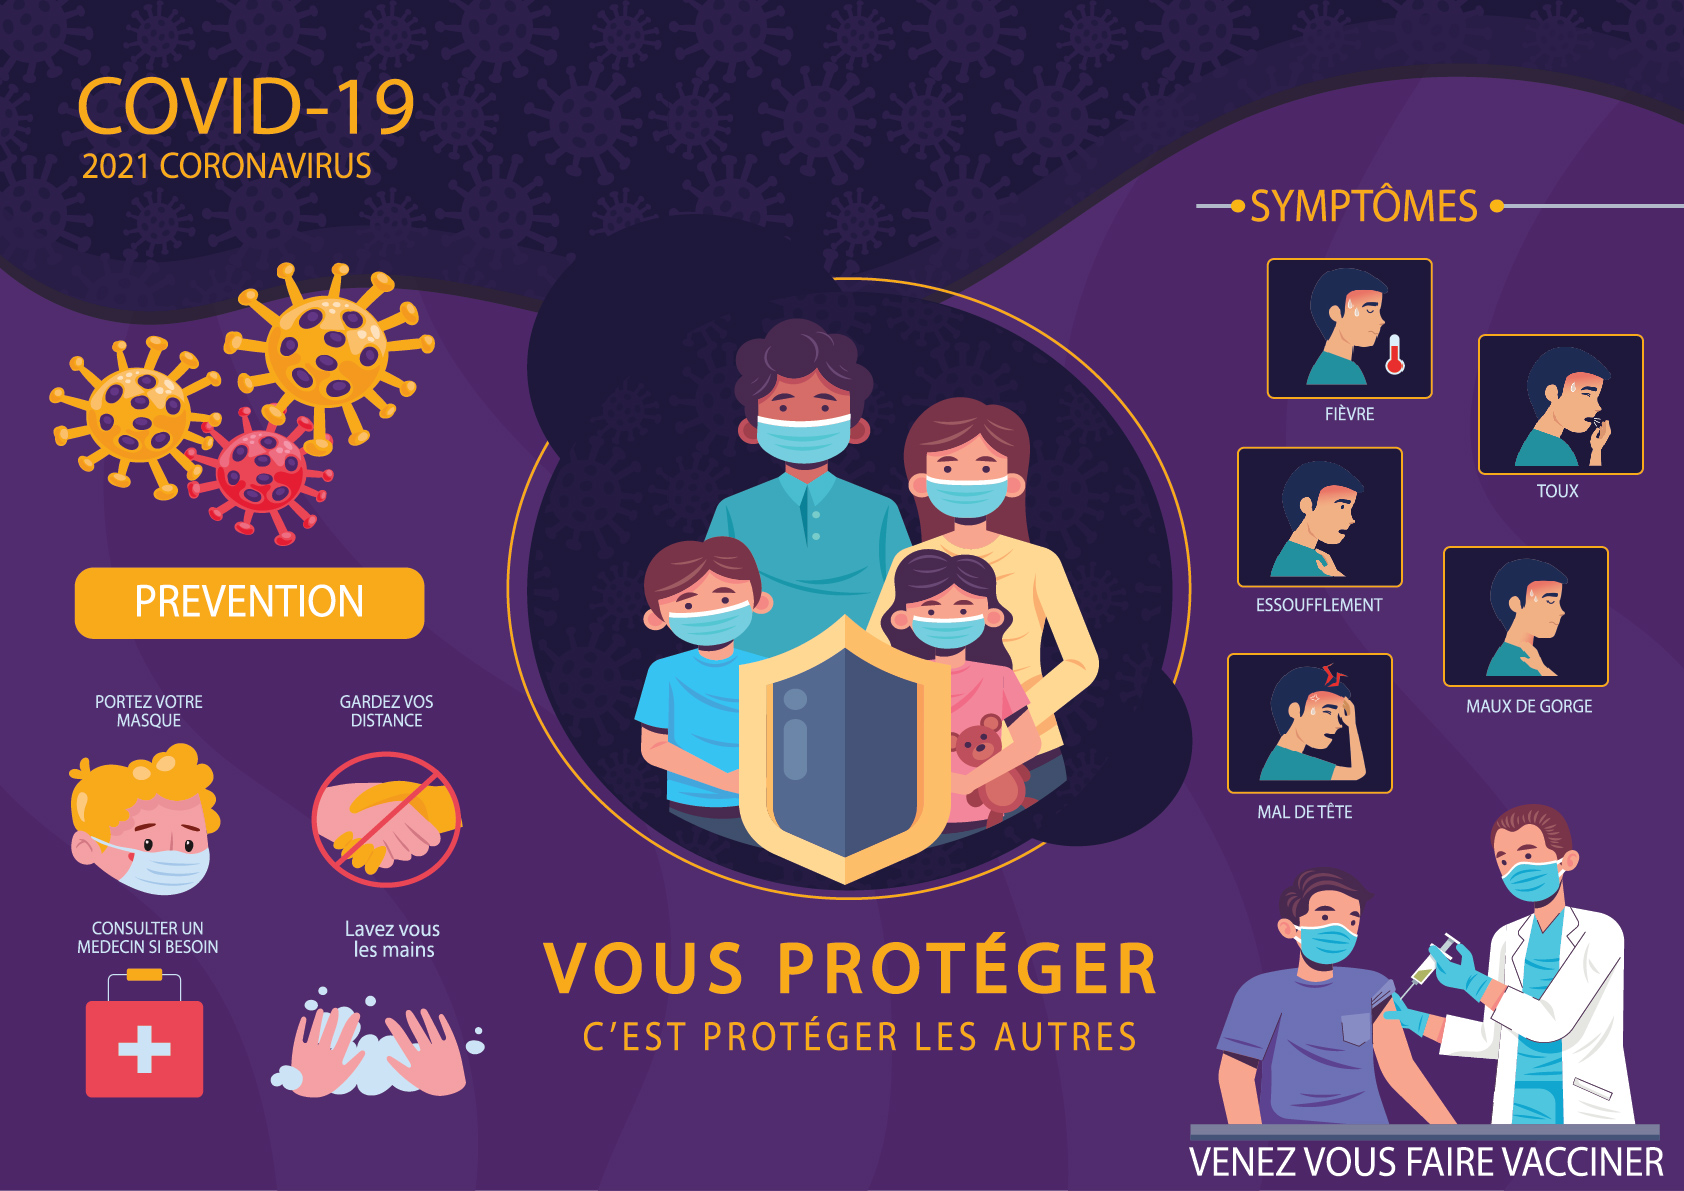 COVID-19
2021 CORONAVIRUS
PREVENTION
PORTEZ VOTRE
MASQUE
GARDEZ VOS
DISTANCE
CONSULTER UN
MEDECIN SI BESOIN
Lavez vous
les mains
VOUS PROTÉGER
C'EST PROTÉGER LES AUTRES
SYMPTÔMES
FIÈVRE
TOUX
ESSOUFFLEMENT
MAUX DE GORGE
MAL DE TÊTE
VENEZ VOUS FAIRE VACCINER